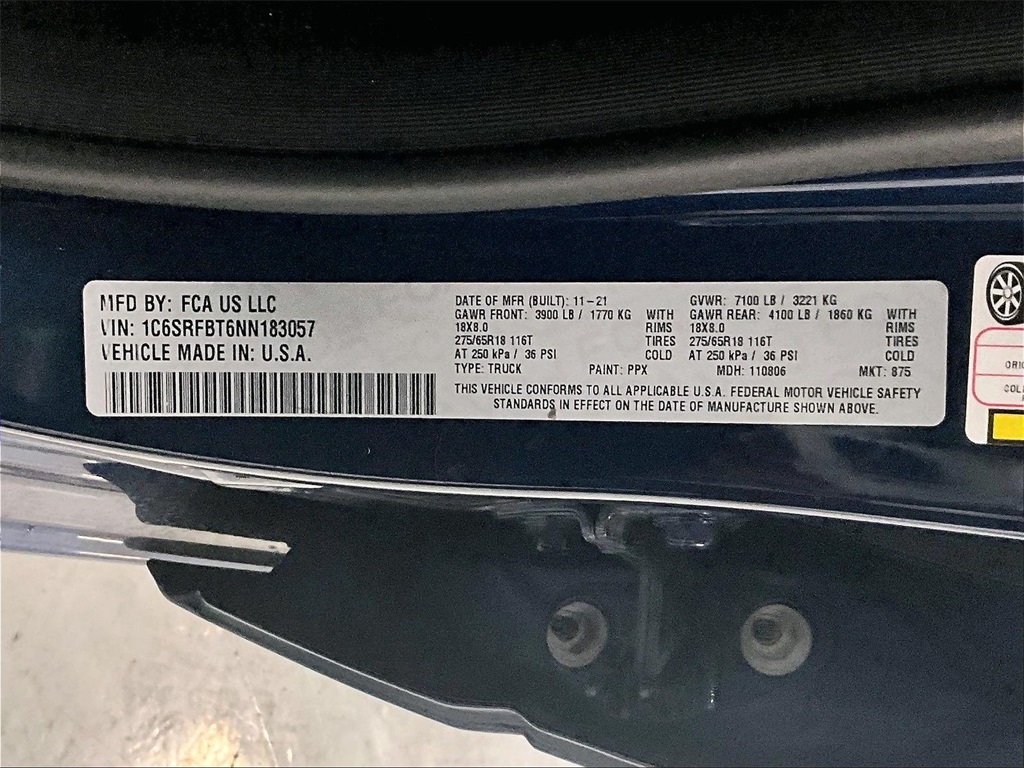 MFD BY: FCA US LLC
VIN: 1C6SRFBT6NN183057
VEHICLE MADE IN: U.S.A.
DATE OF MFR (BUILT): 11-21
GAWR FRONT: 3900 LB / 1770 KG WITH
18X8.0 RIMS
275/65R18 116T TIRES
AT 250 kPa / 36 PSI COLD
GVWR: 7100 LB / 3221 KG
GAWR REAR: 4100 LB / 1860 KG WITH
18X8.0 RIMS
275/65R18 116T TIRES
AT 250 kPa / 36 PSI COLD
TYPE: TRUCK PAINT: PPX MDH: 110806 MKT: 875
THIS VEHICLE CONFORMS TO ALL APPLICABLE U.S.A. FEDERAL MOTOR VEHICLE SAFETY
STANDARDS IN EFFECT ON THE DATE OF MANUFACTURE SHOWN ABOVE.